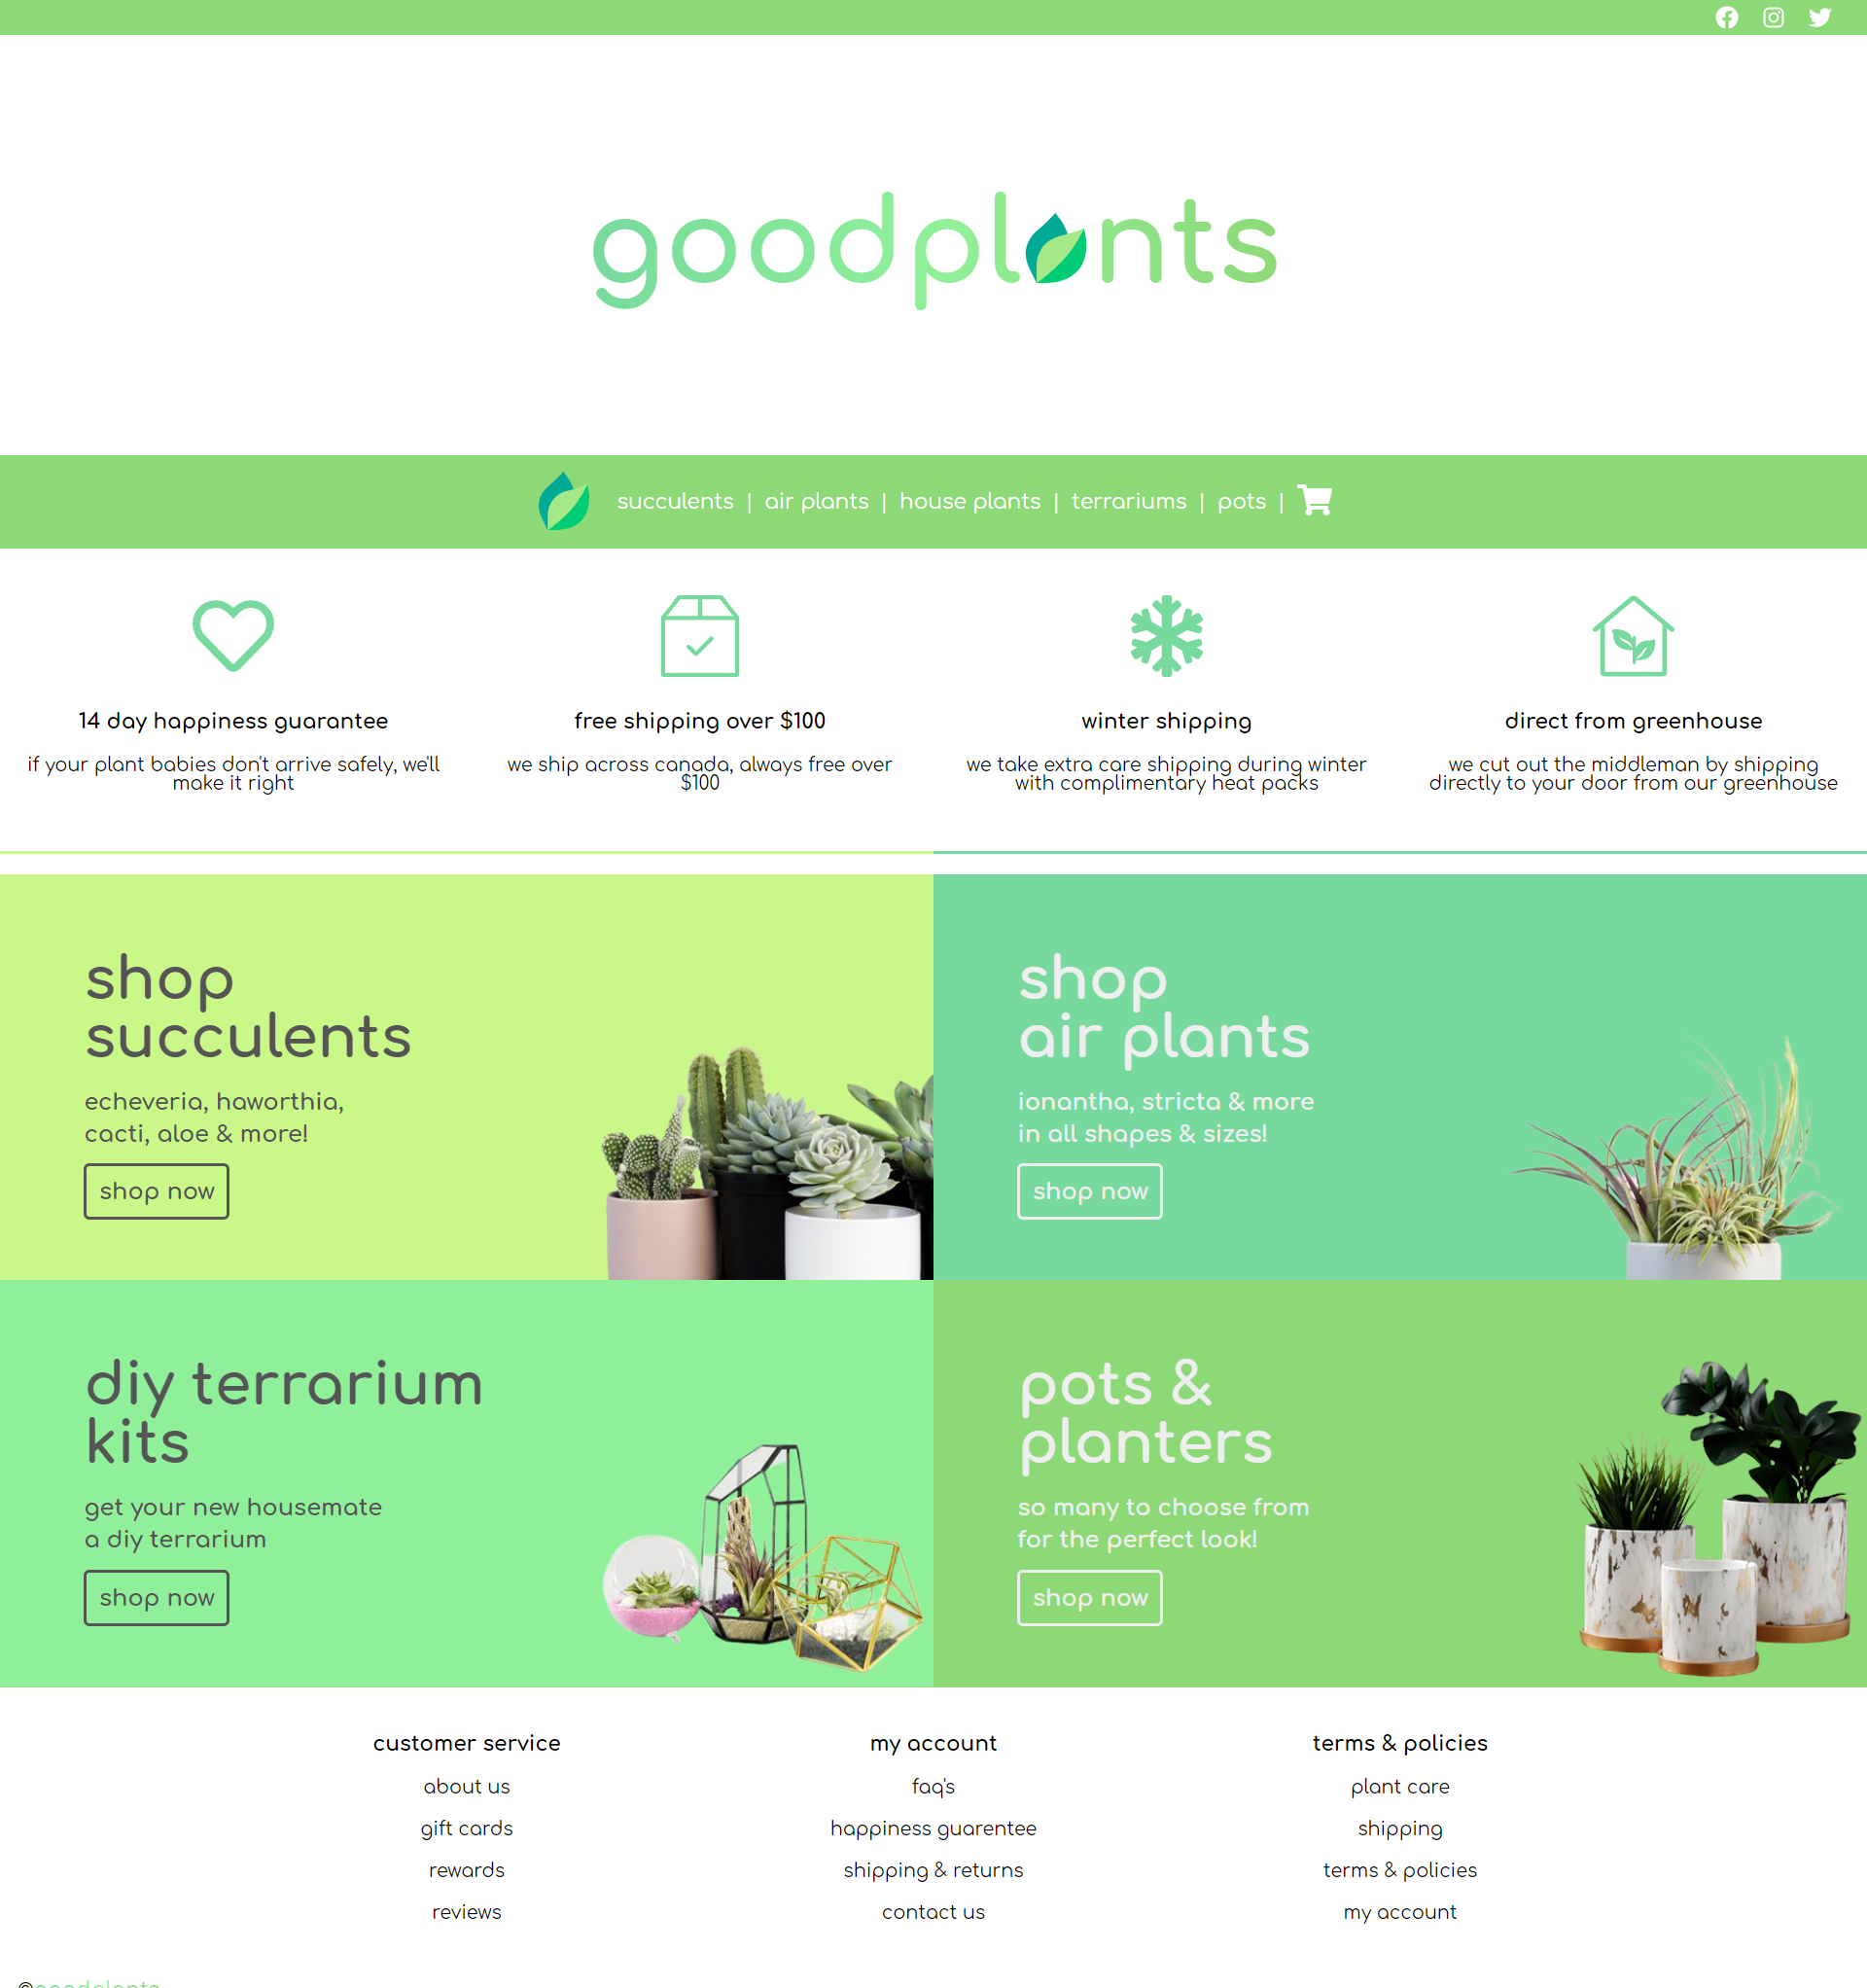 goodplants
succulents | air plants | house plants | terrariums | pots |
14 day happiness guarantee
if your plant babies don't arrive safely, we'll
make it right
free shipping over $100
we ship across canada, always free over
$100
winter shipping
we take extra care shipping during winter
with complimentary heat packs
direct from greenhouse
we cut out the middleman by shipping
directly to your door from our greenhouse
shop
succulents
echeveria, haworthia,
cacti, aloe & more!
shop now
shop
air plants
ionantha, stricta & more
in all shapes & sizes!
shop now
diy terrarium
kits
get your new housemate
a diy terrarium
shop now
pots &
planters
so many to choose from
for the perfect look!
shop now
customer service
about us
gift cards
rewards
reviews
my account
faq's
happiness guarentee
shipping & returns
contact us
terms & policies
plant care
shipping
terms & policies
my account
©goodplants